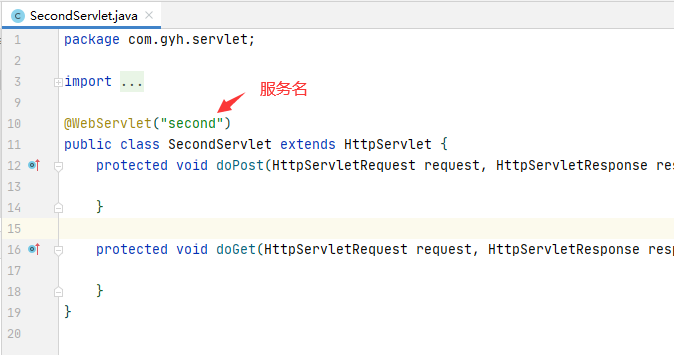 SecondServlet.java
1 package com.gyh.servlet;
2
3 import ...
9
服务名
10 @WebServlet("second")
11 public class SecondServlet extends HttpServlet {
12 protected void doPost(HttpServletRequest request, HttpServletResponse res
13
14 }
15
16 protected void doGet(HttpServletRequest request, HttpServletResponse resp
17
18 }
19 }
20